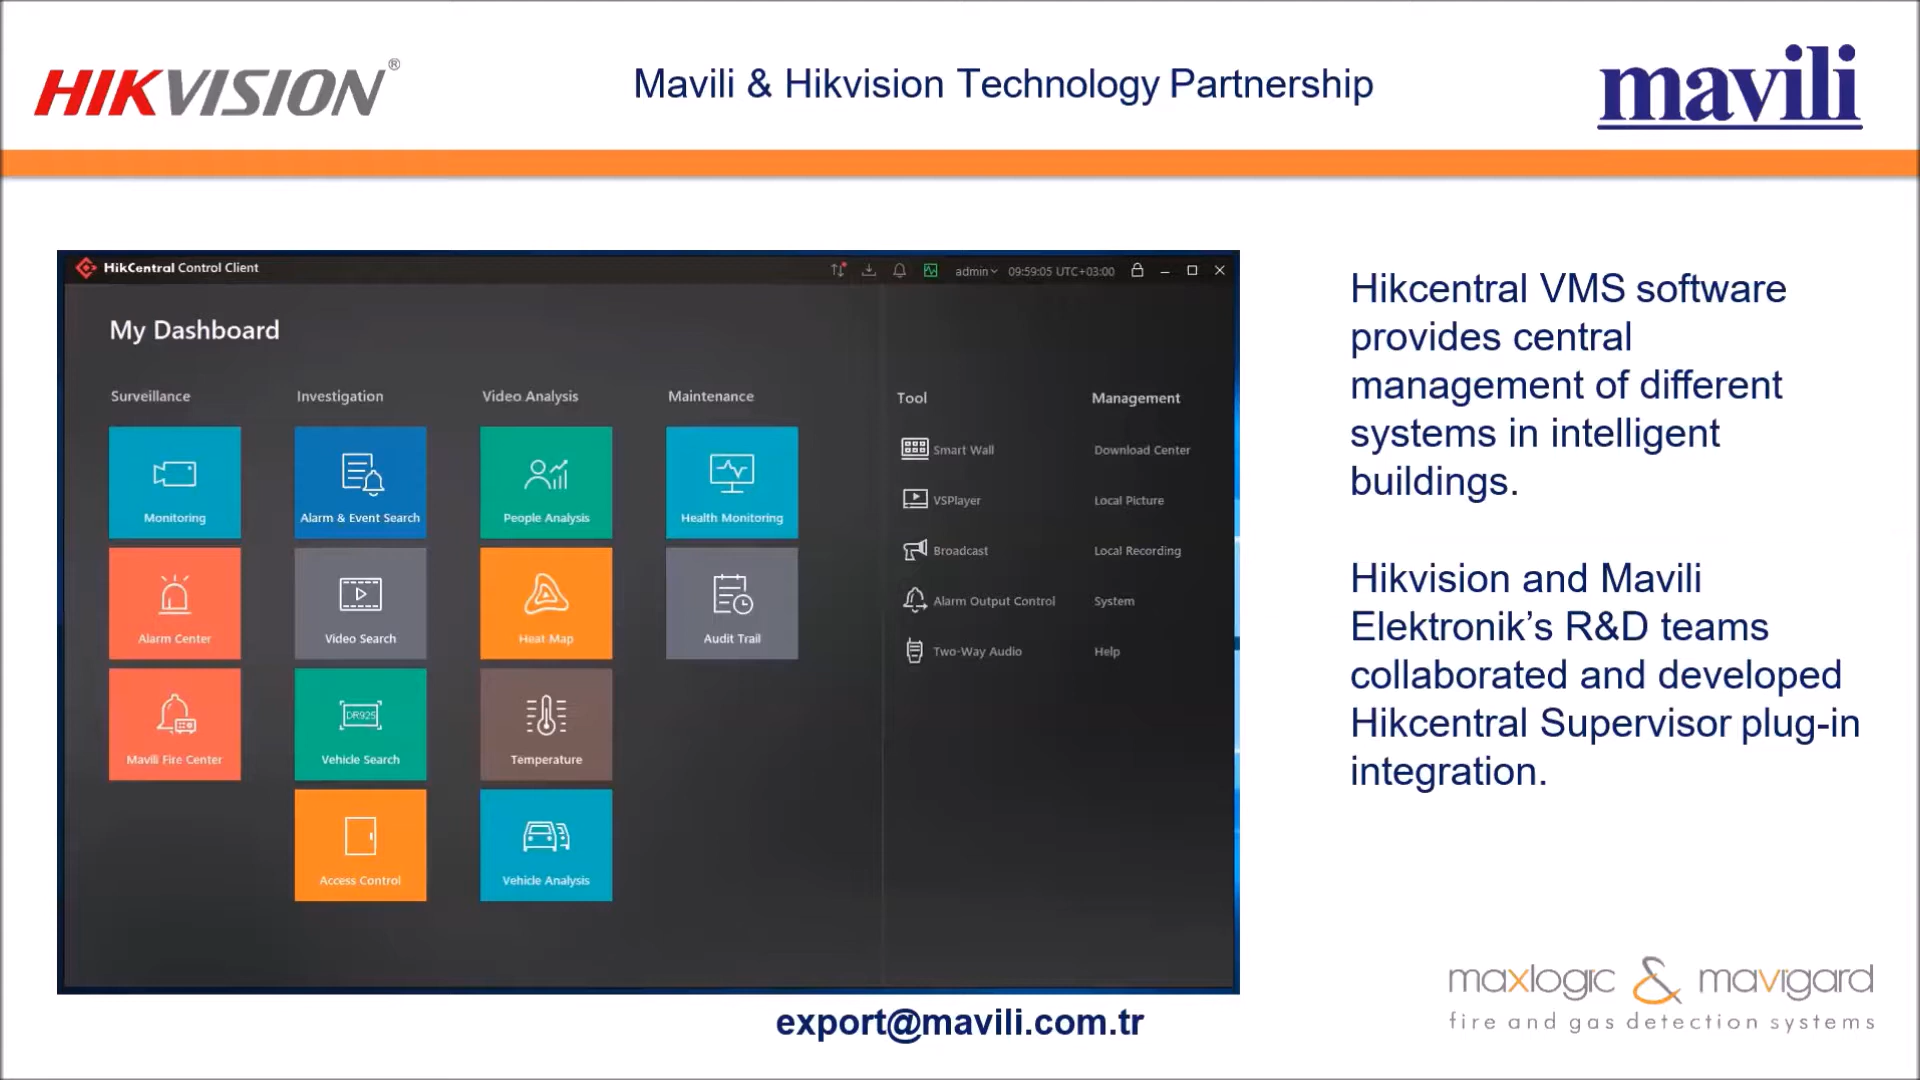 HIKVISION®
Mavili & Hikvision Technology Partnership
mavili
HikCentral Control Client
admin
09:59:05 UTC+03:00
My Dashboard
Surveillance
Investigation
Video Analysis
Maintenance
Tool
Management
Monitoring
Alarm & Event Search
People Analysis
Health Monitoring
Alarm Center
Video Search
Heat Map
Audit Trail
Mavili Fire Center
DR925
Vehicle Search
Temperature
Access Control
Vehicle Analysis
Smart Wall
Download Center
VSPlayer
Local Picture
Broadcast
Local Recording
Alarm Output Control
System
Two-Way Audio
Help
Hikcentral VMS software
provides central
management of different
systems in intelligent
buildings.
Hikvision and Mavili
Elektronik’s R&D teams
collaborated and developed
Hikcentral Supervisor plug-in
integration.
export@mavili.com.tr
maxlogic & mavigard
fire and gas detection systems